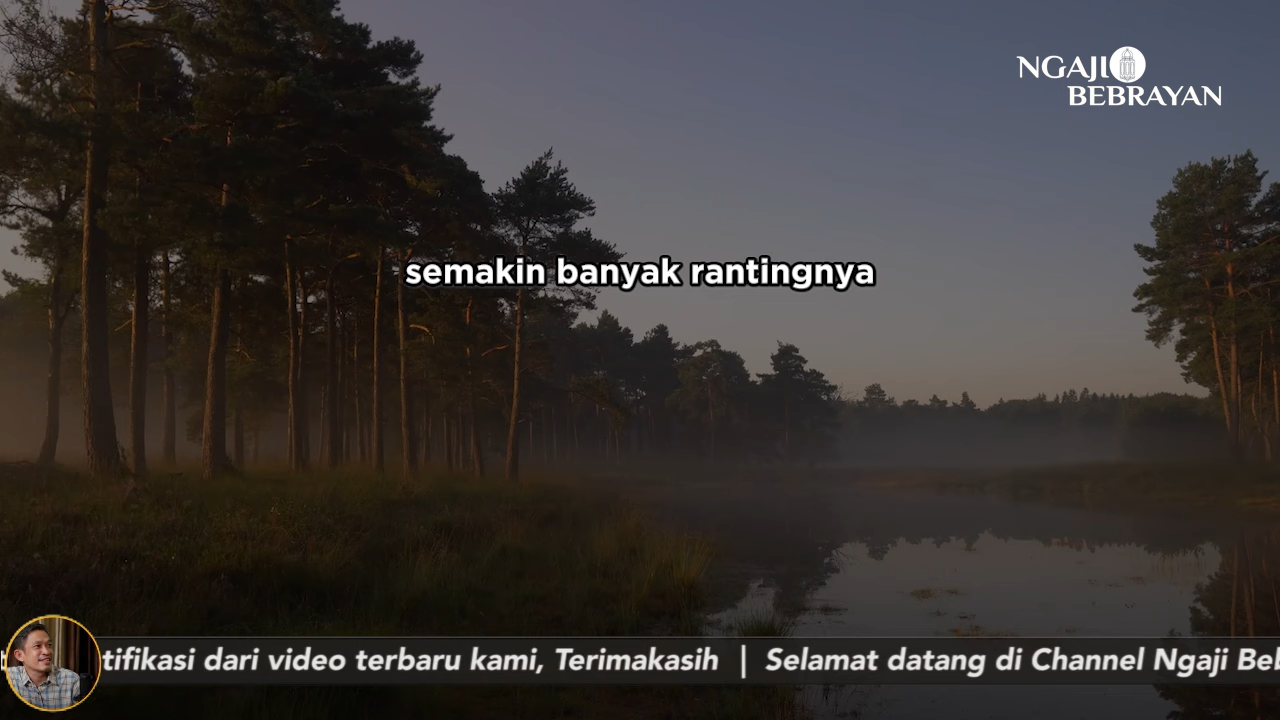 NGAJI
BEBRAYAN
semakin banyak rantingnya
tifikasi dari video terbaru kami, Terimakasih | Selamat datang di Channel Ngaji Beb